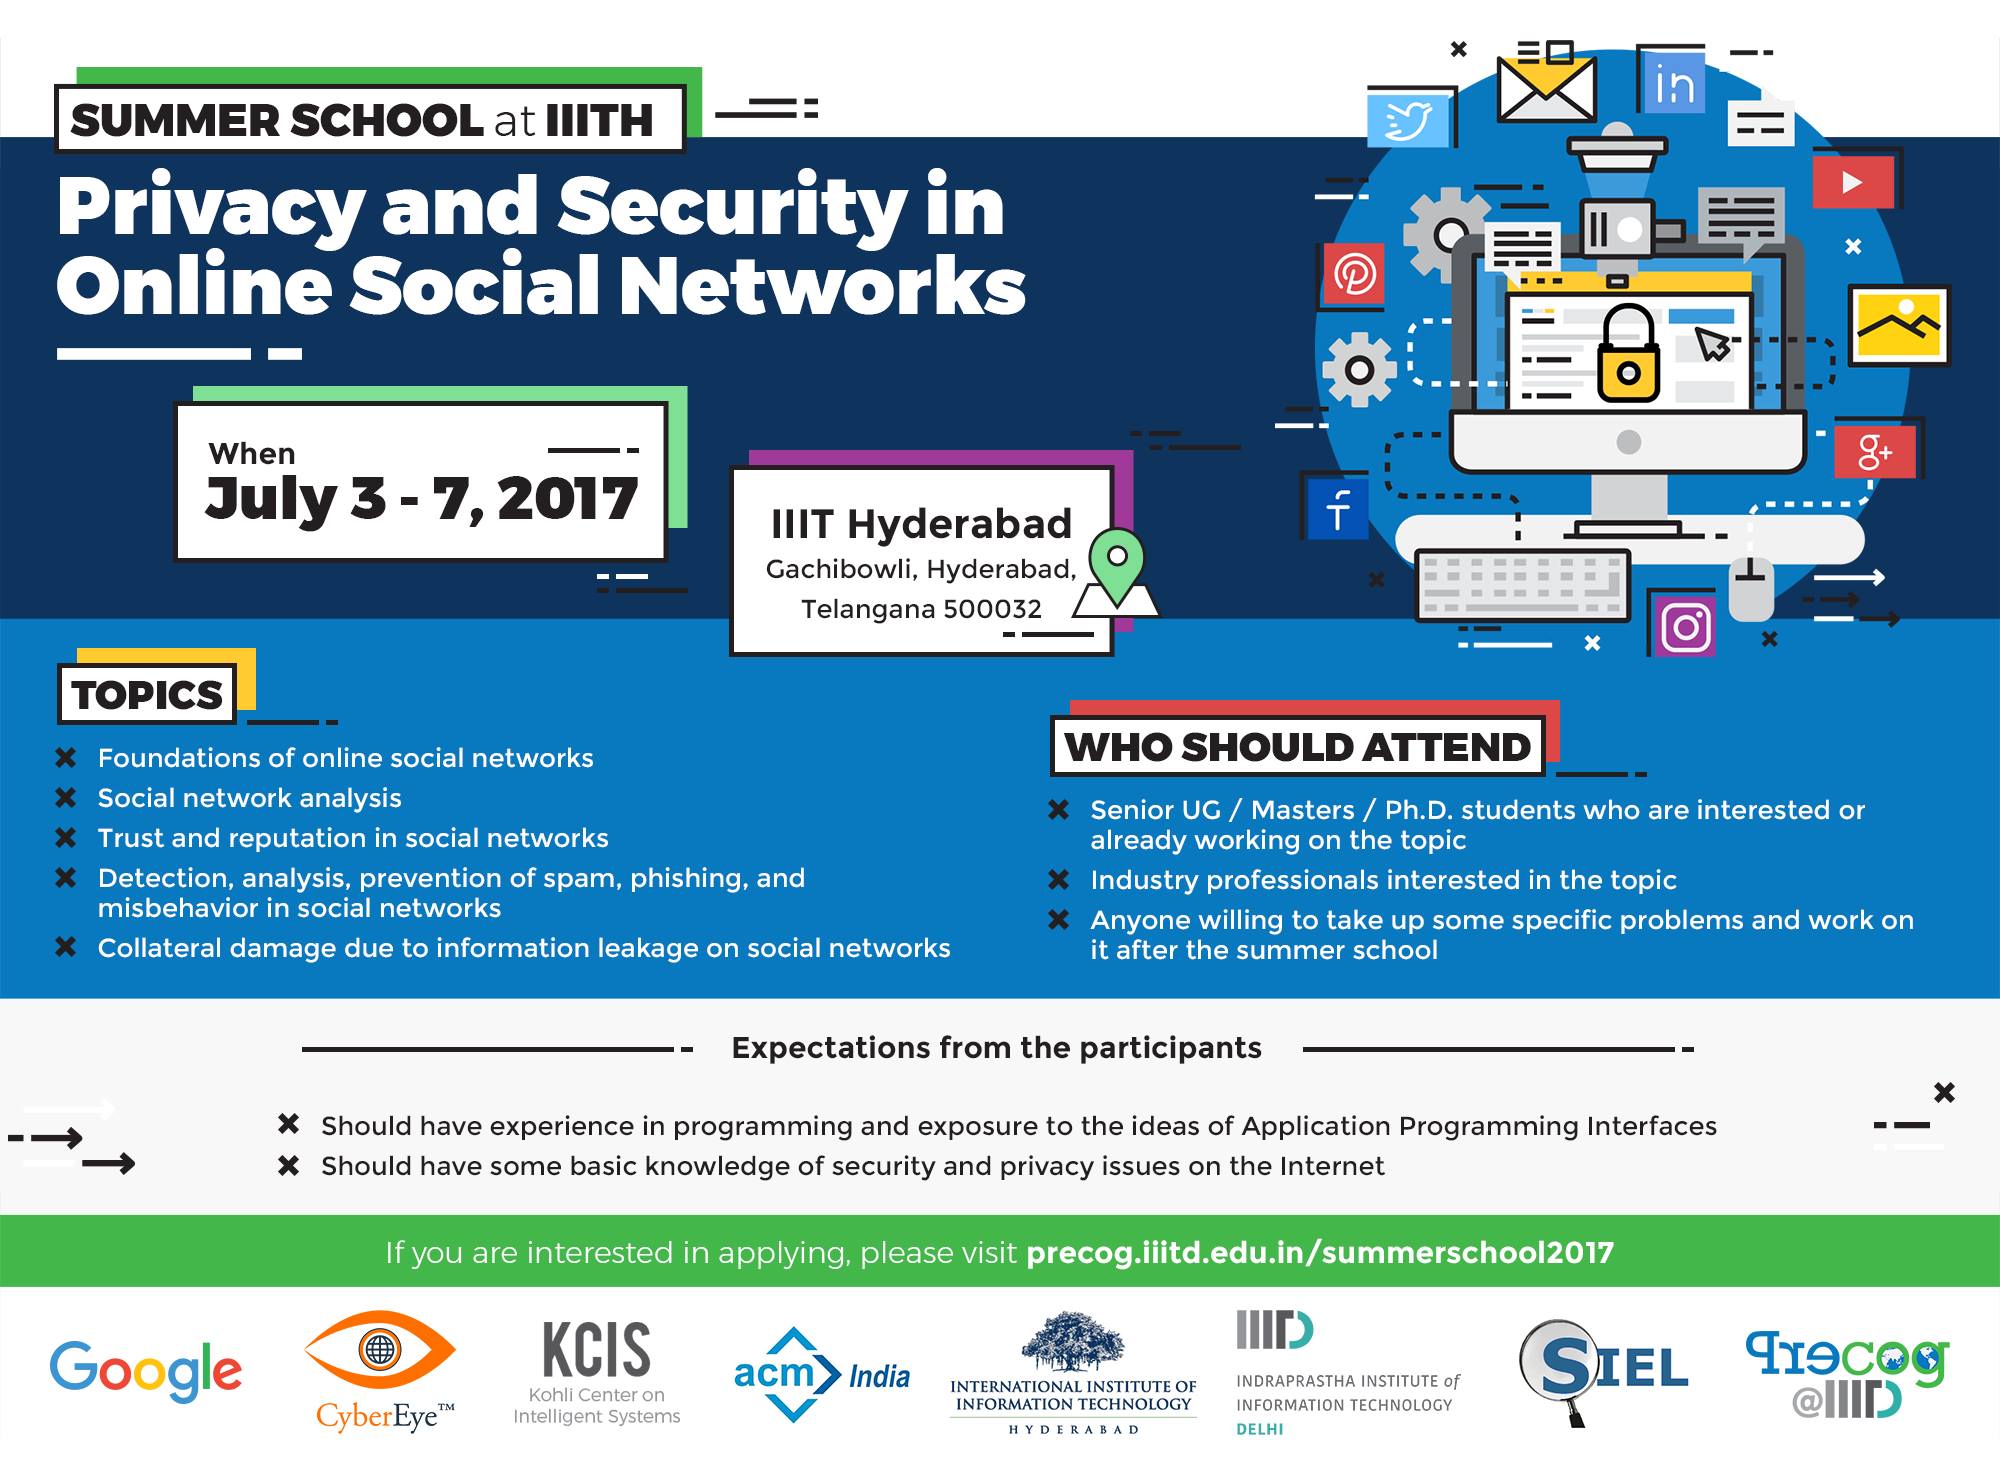 SUMMER SCHOOL at IIITH
Privacy and Security in
Online Social Networks
When
July 3 - 7, 2017
IIIT Hyderabad
Gachibowli, Hyderabad,
Telangana 500032
in
g+
f
TOPICS
Foundations of online social networks
Social network analysis
Trust and reputation in social networks
Detection, analysis, prevention of spam, phishing, and
misbehavior in social networks
Collateral damage due to information leakage on social networks
WHO SHOULD ATTEND
Senior UG / Masters / Ph.D. students who are interested or
already working on the topic
Industry professionals interested in the topic
Anyone willing to take up some specific problems and work on
it after the summer school
Expectations from the participants
Should have experience in programming and exposure to the ideas of Application Programming Interfaces
Should have some basic knowledge of security and privacy issues on the Internet
If you are interested in applying, please visit precog.iiitd.edu.in/summerschool2017
Google
CyberEye™
KCIS
Kohli Center on
Intelligent Systems
acm India
INTERNATIONAL INSTITUTE OF
INFORMATION TECHNOLOGY
HYDERABAD
IIITD
INDRAPRASTHA INSTITUTE of
INFORMATION TECHNOLOGY
DELHI
SIEL
Precog
@IIITD